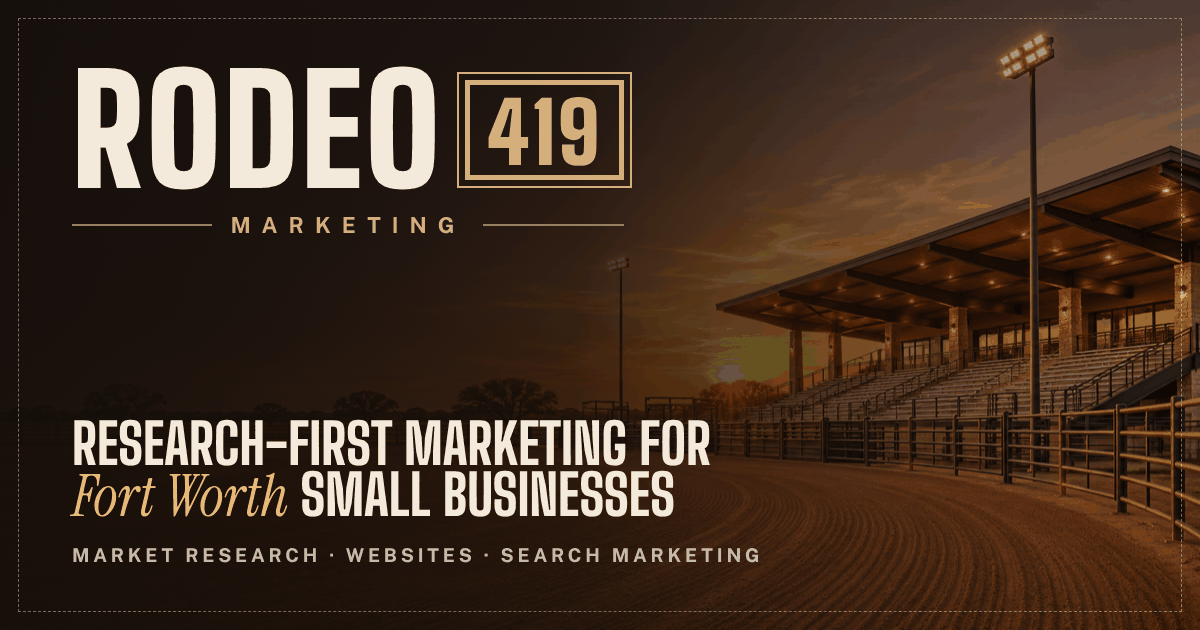 RODEO 419
MARKETING
RESEARCH-FIRST MARKETING FOR
Fort Worth SMALL BUSINESSES
MARKET RESEARCH · WEBSITES · SEARCH MARKETING